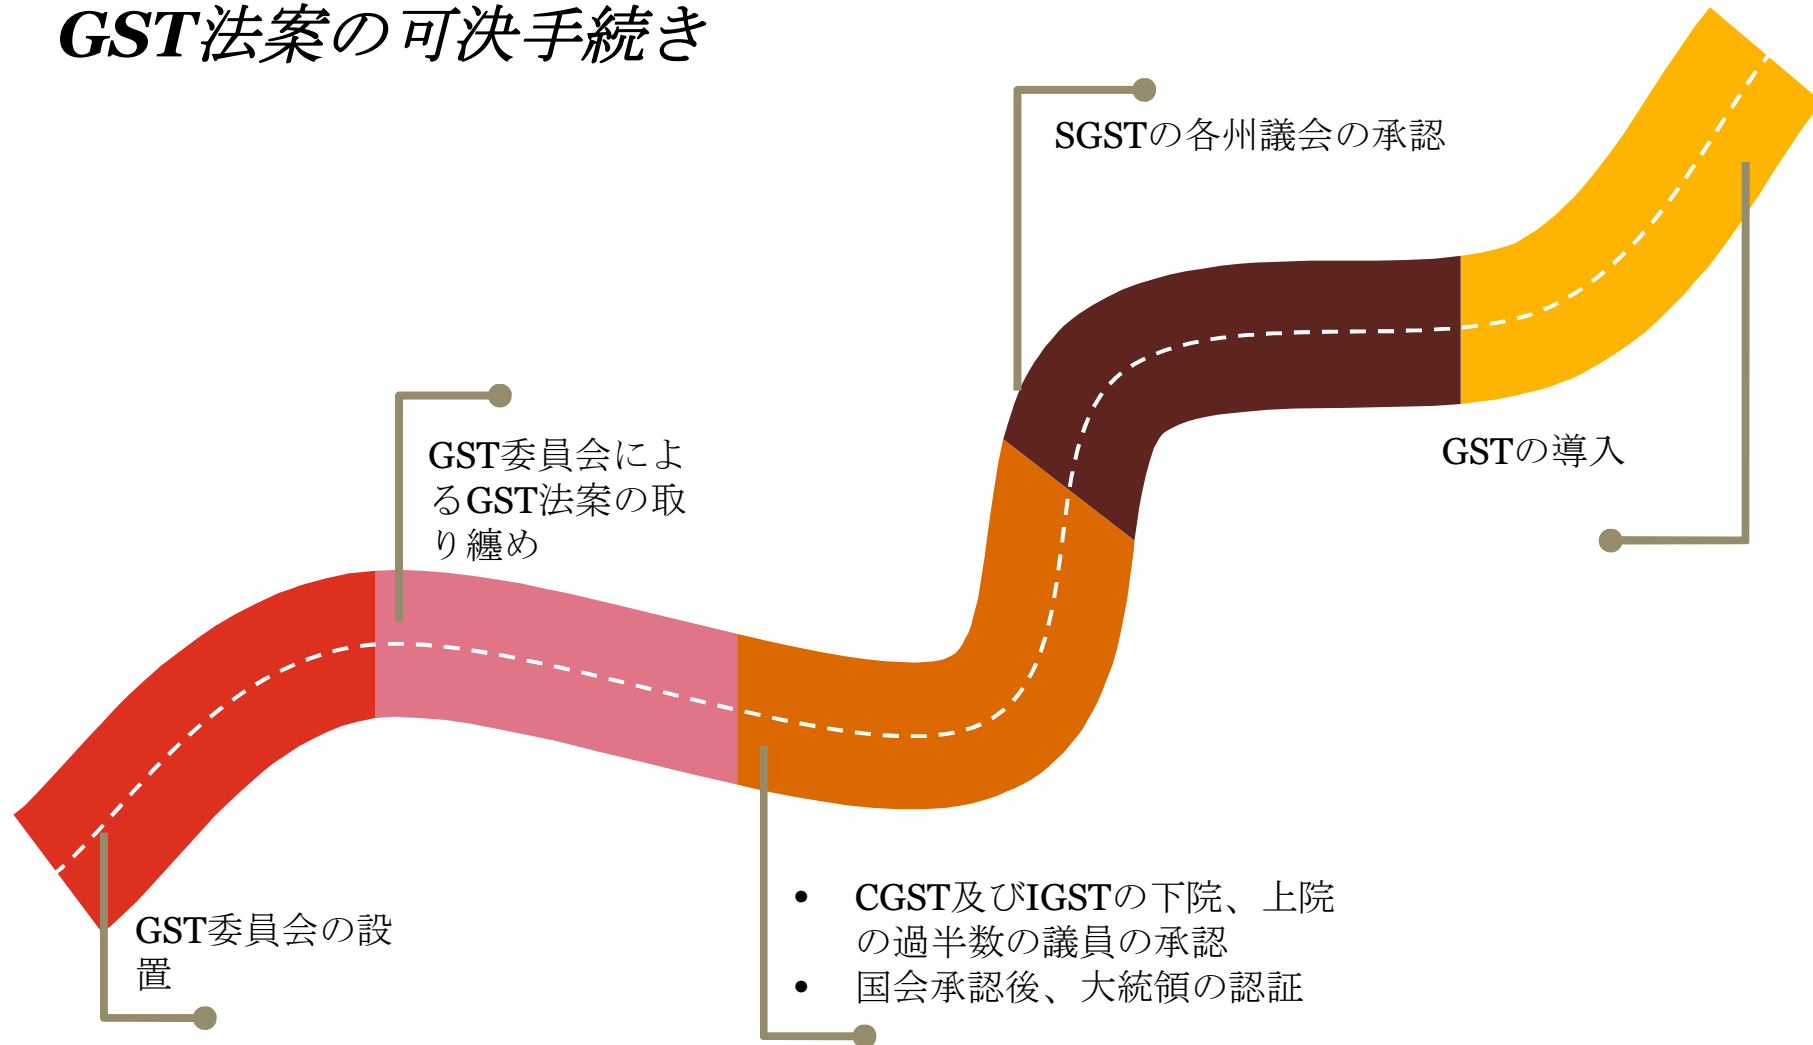 GST法案の可決手続き
SGSTの各州議会の承認
GST委員会によ
るGST法案の取
り纏め
GSTの導入
GST委員会の設
置
• CGST及びIGSTの下院、上院
の過半数の議員の承認
• 国会承認後、大統領の認証